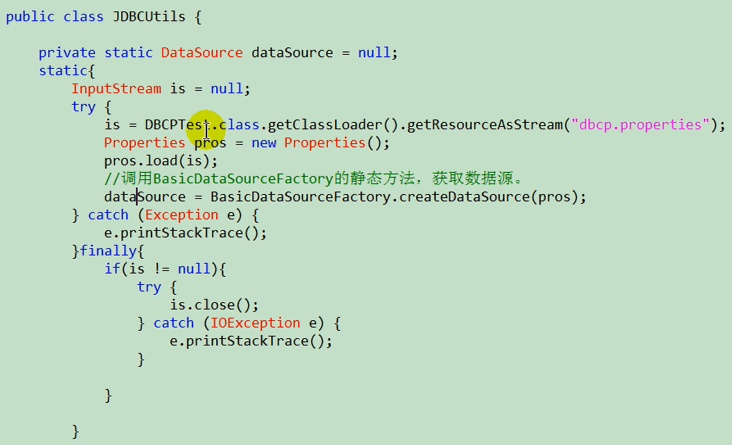 public class JDBCUtils {
private static DataSource dataSource = null;
static{
InputStream is = null;
try {
is = DBCPTest.class.getClassLoader().getResourceAsStream("dbcp.properties");
Properties pros = new Properties();
pros.load(is);
//调用BasicDataSourceFactory的静态方法，获取数据源。
dataSource = BasicDataSourceFactory.createDataSource(pros);
} catch (Exception e) {
e.printStackTrace();
}finally{
if(is != null){
try {
is.close();
} catch (IOException e) {
e.printStackTrace();
}
}
}